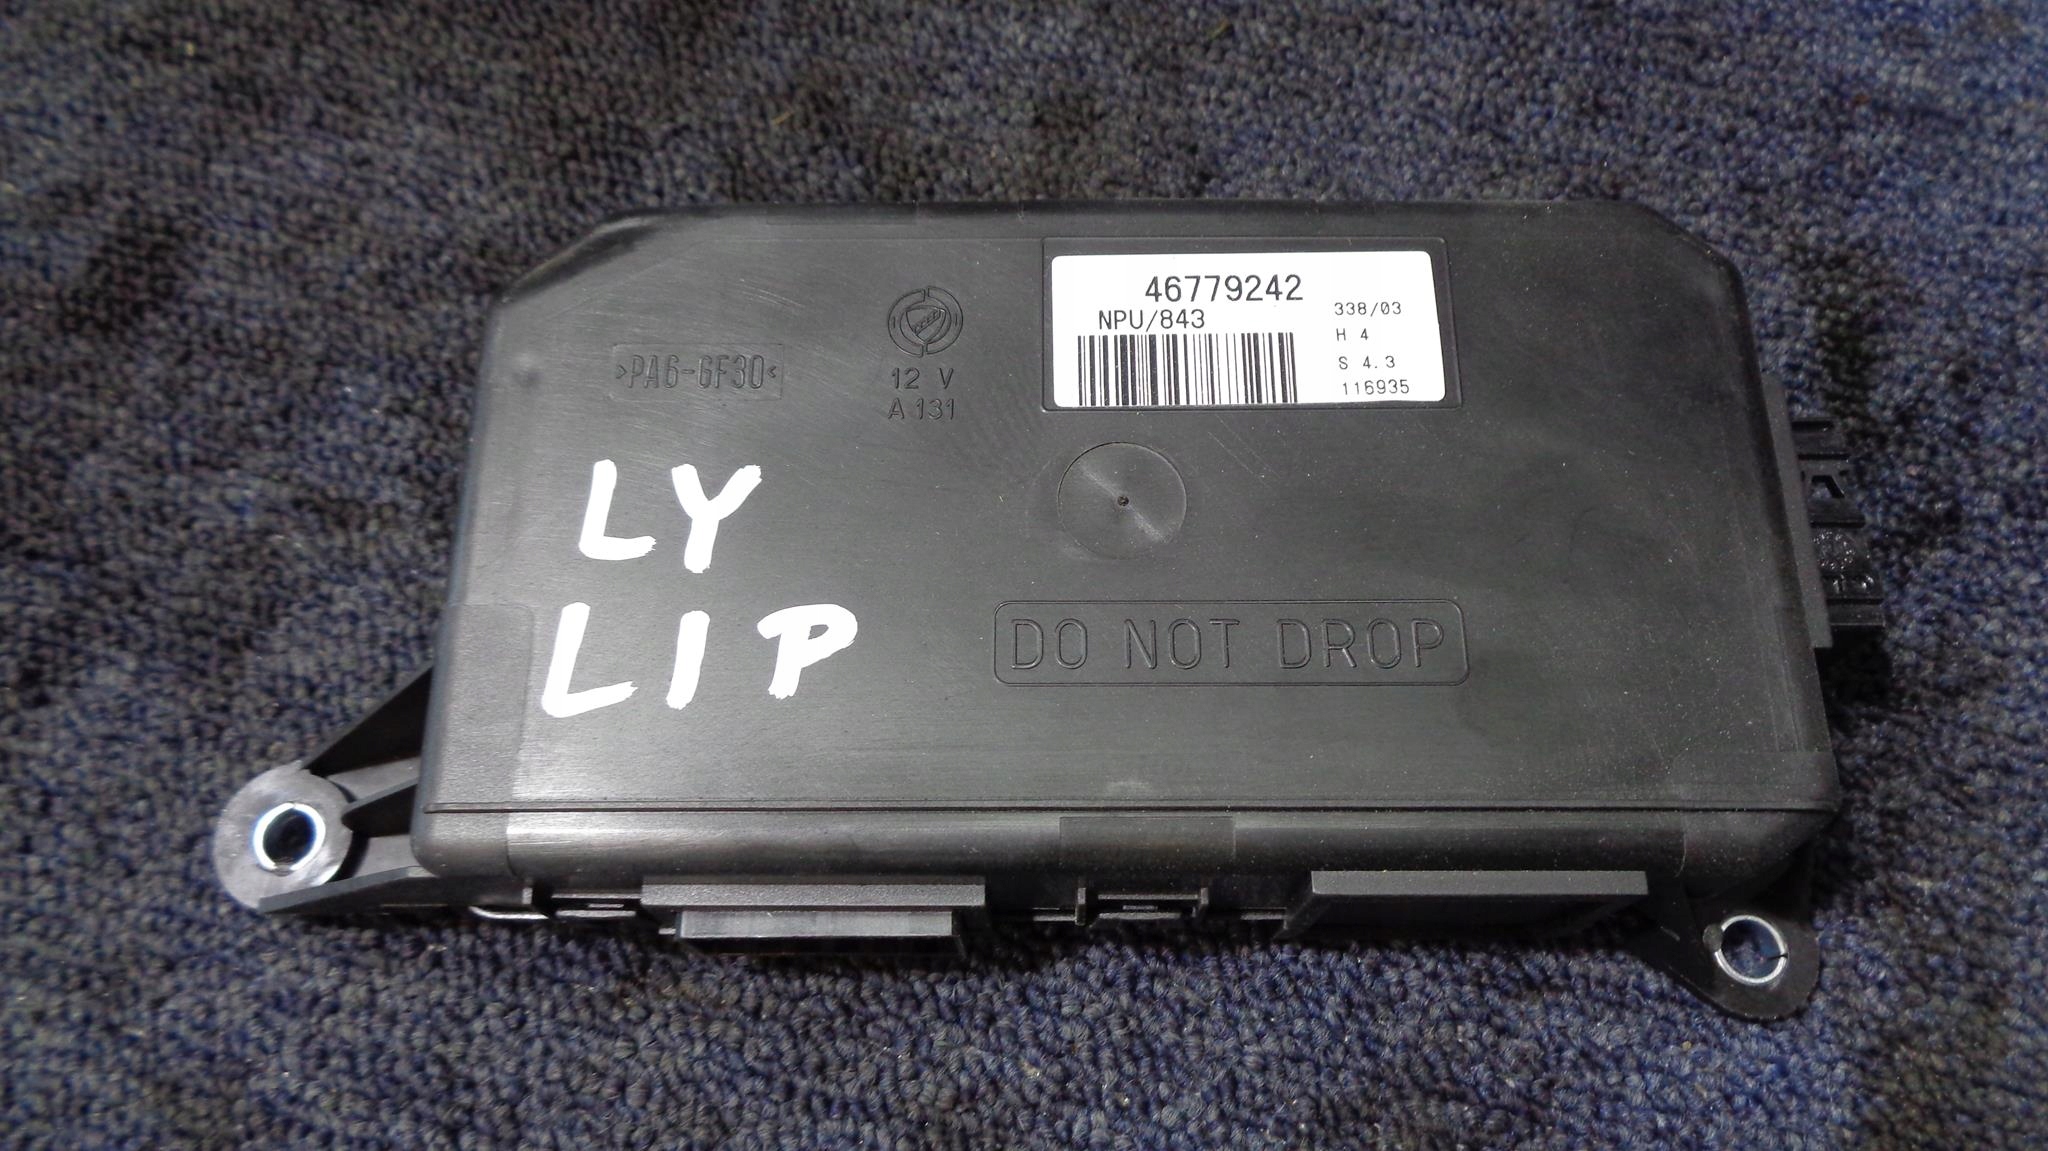 46779242
NPU/843
338/03
H 4
S 4.3
116935
>PA6-GF30<
12 V
A 131
LY
LIP
DO NOT DROP